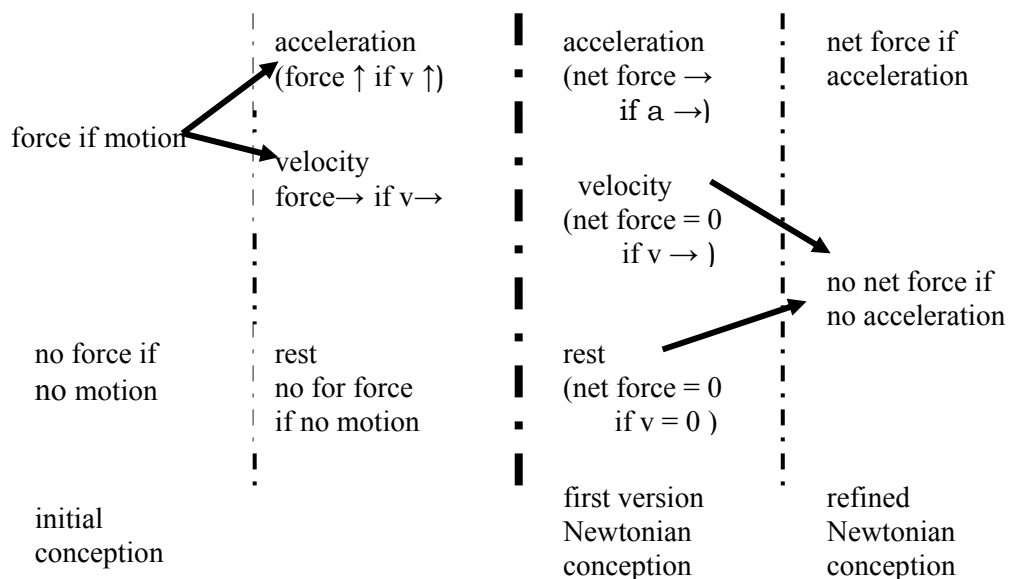 force if motion
no force if
no motion
initial
conception
acceleration
(force ↑ if v ↑)
velocity
force→ if v→
rest
no for force
if no motion
acceleration
(net force →
if a →)
velocity
(net force = 0
if v → )
rest
(net force = 0
if v = 0 )
first version
Newtonian
conception
net force if
acceleration
no net force if
no acceleration
refined
Newtonian
conception